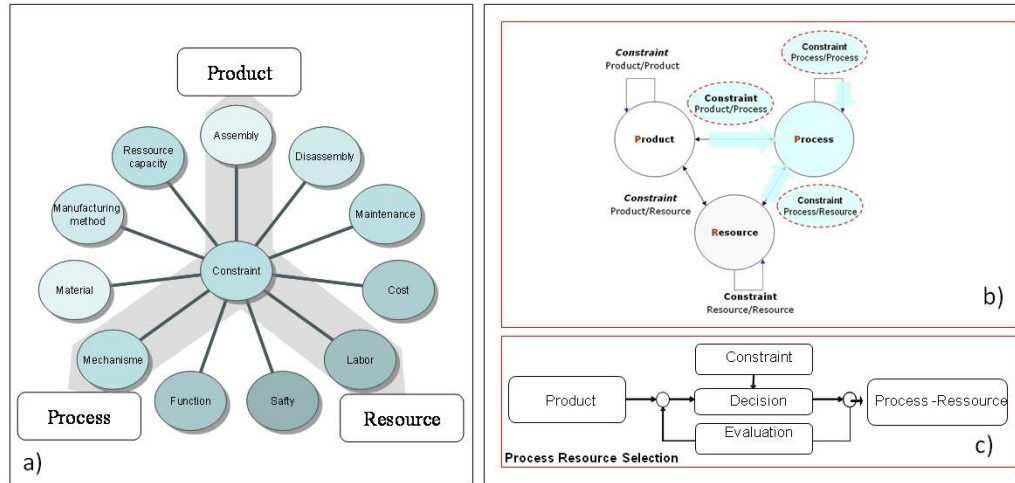 Product
Assembly
Ressource
capacity
Disassembly
Manufacturing
method
Maintenance
Constraint
Material
Cost
Mechanisme
Labor
Function
Safty
Process
Resource
a)
Constraint
Product/Product
Constraint
Process/Process
Constraint
Product/Process
Product
Process
Constraint
Product/Resource
Constraint
Process/Resource
Resource
Constraint
Resource/Resource
b)
Constraint
Product
Decision
Process -Ressource
Evaluation
Process Resource Selection
c)